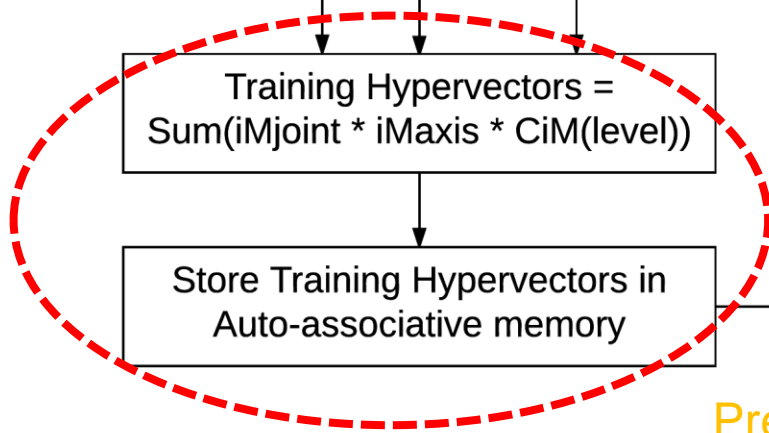 Training Hypervectors =
Sum(iMjoint * iMaxis * CiM(level))
Store Training Hypervectors in
Auto-associative memory